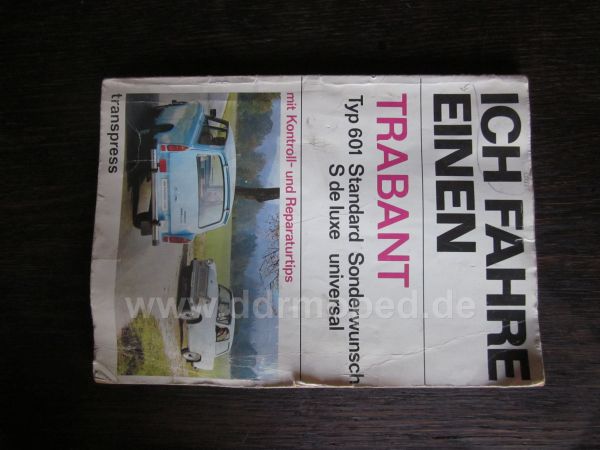 ICH FAHRE
EINEN
TRABANT
Typ 601 Standard Sonderwunsch
S de luxe universal
mit Kontroll- und Reparaturtips
transpress
www.ddrmoped.de